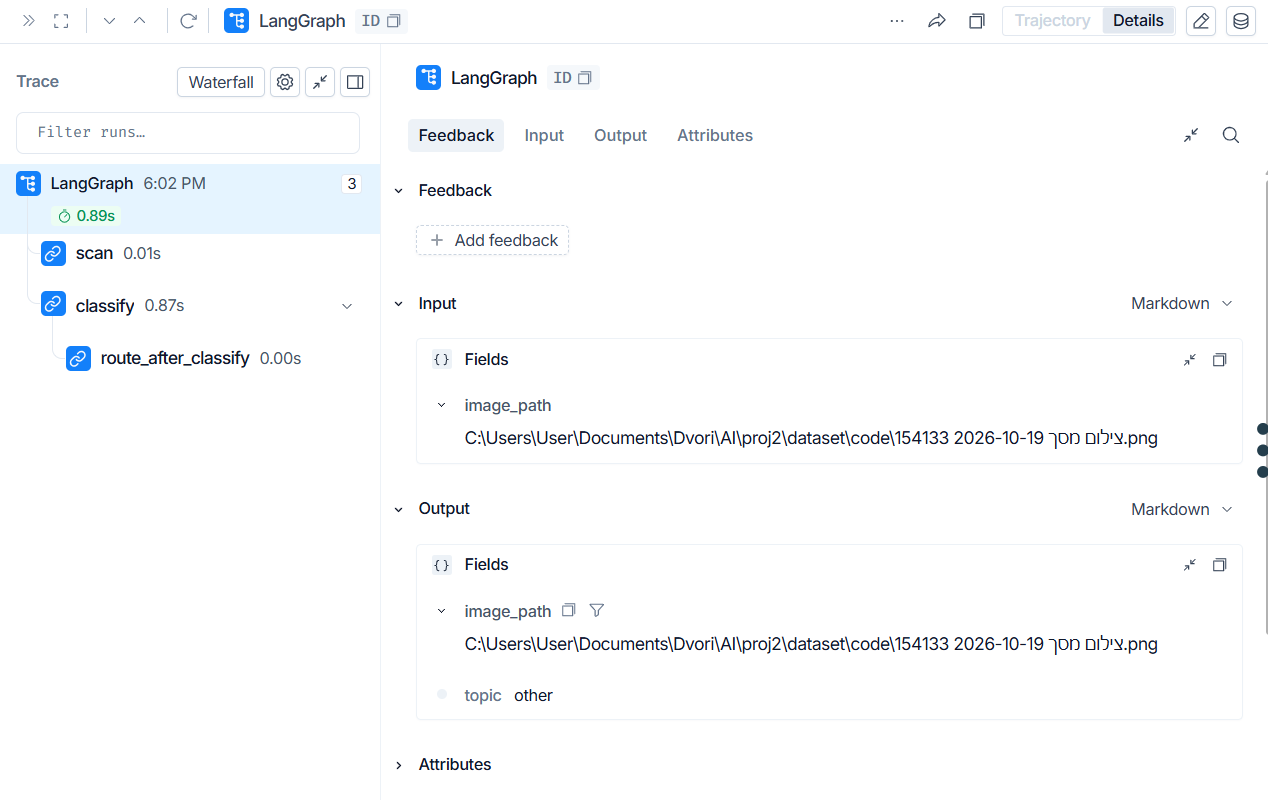 LangGraph ID
Trajectory Details
Trace
Waterfall
Filter runs…
LangGraph 6:02 PM 3
0.89s
scan 0.01s
classify 0.87s
route_after_classify 0.00s
LangGraph ID
Feedback Input Output Attributes
Feedback
Add feedback
Input Markdown
{} Fields
image_path
C:\Users\User\Documents\Dvori\AI\proj2\dataset\code\צילום מסך 2026-10-19 154133.png
Output Markdown
{} Fields
image_path
C:\Users\User\Documents\Dvori\AI\proj2\dataset\code\צילום מסך 2026-10-19 154133.png
topic other
Attributes